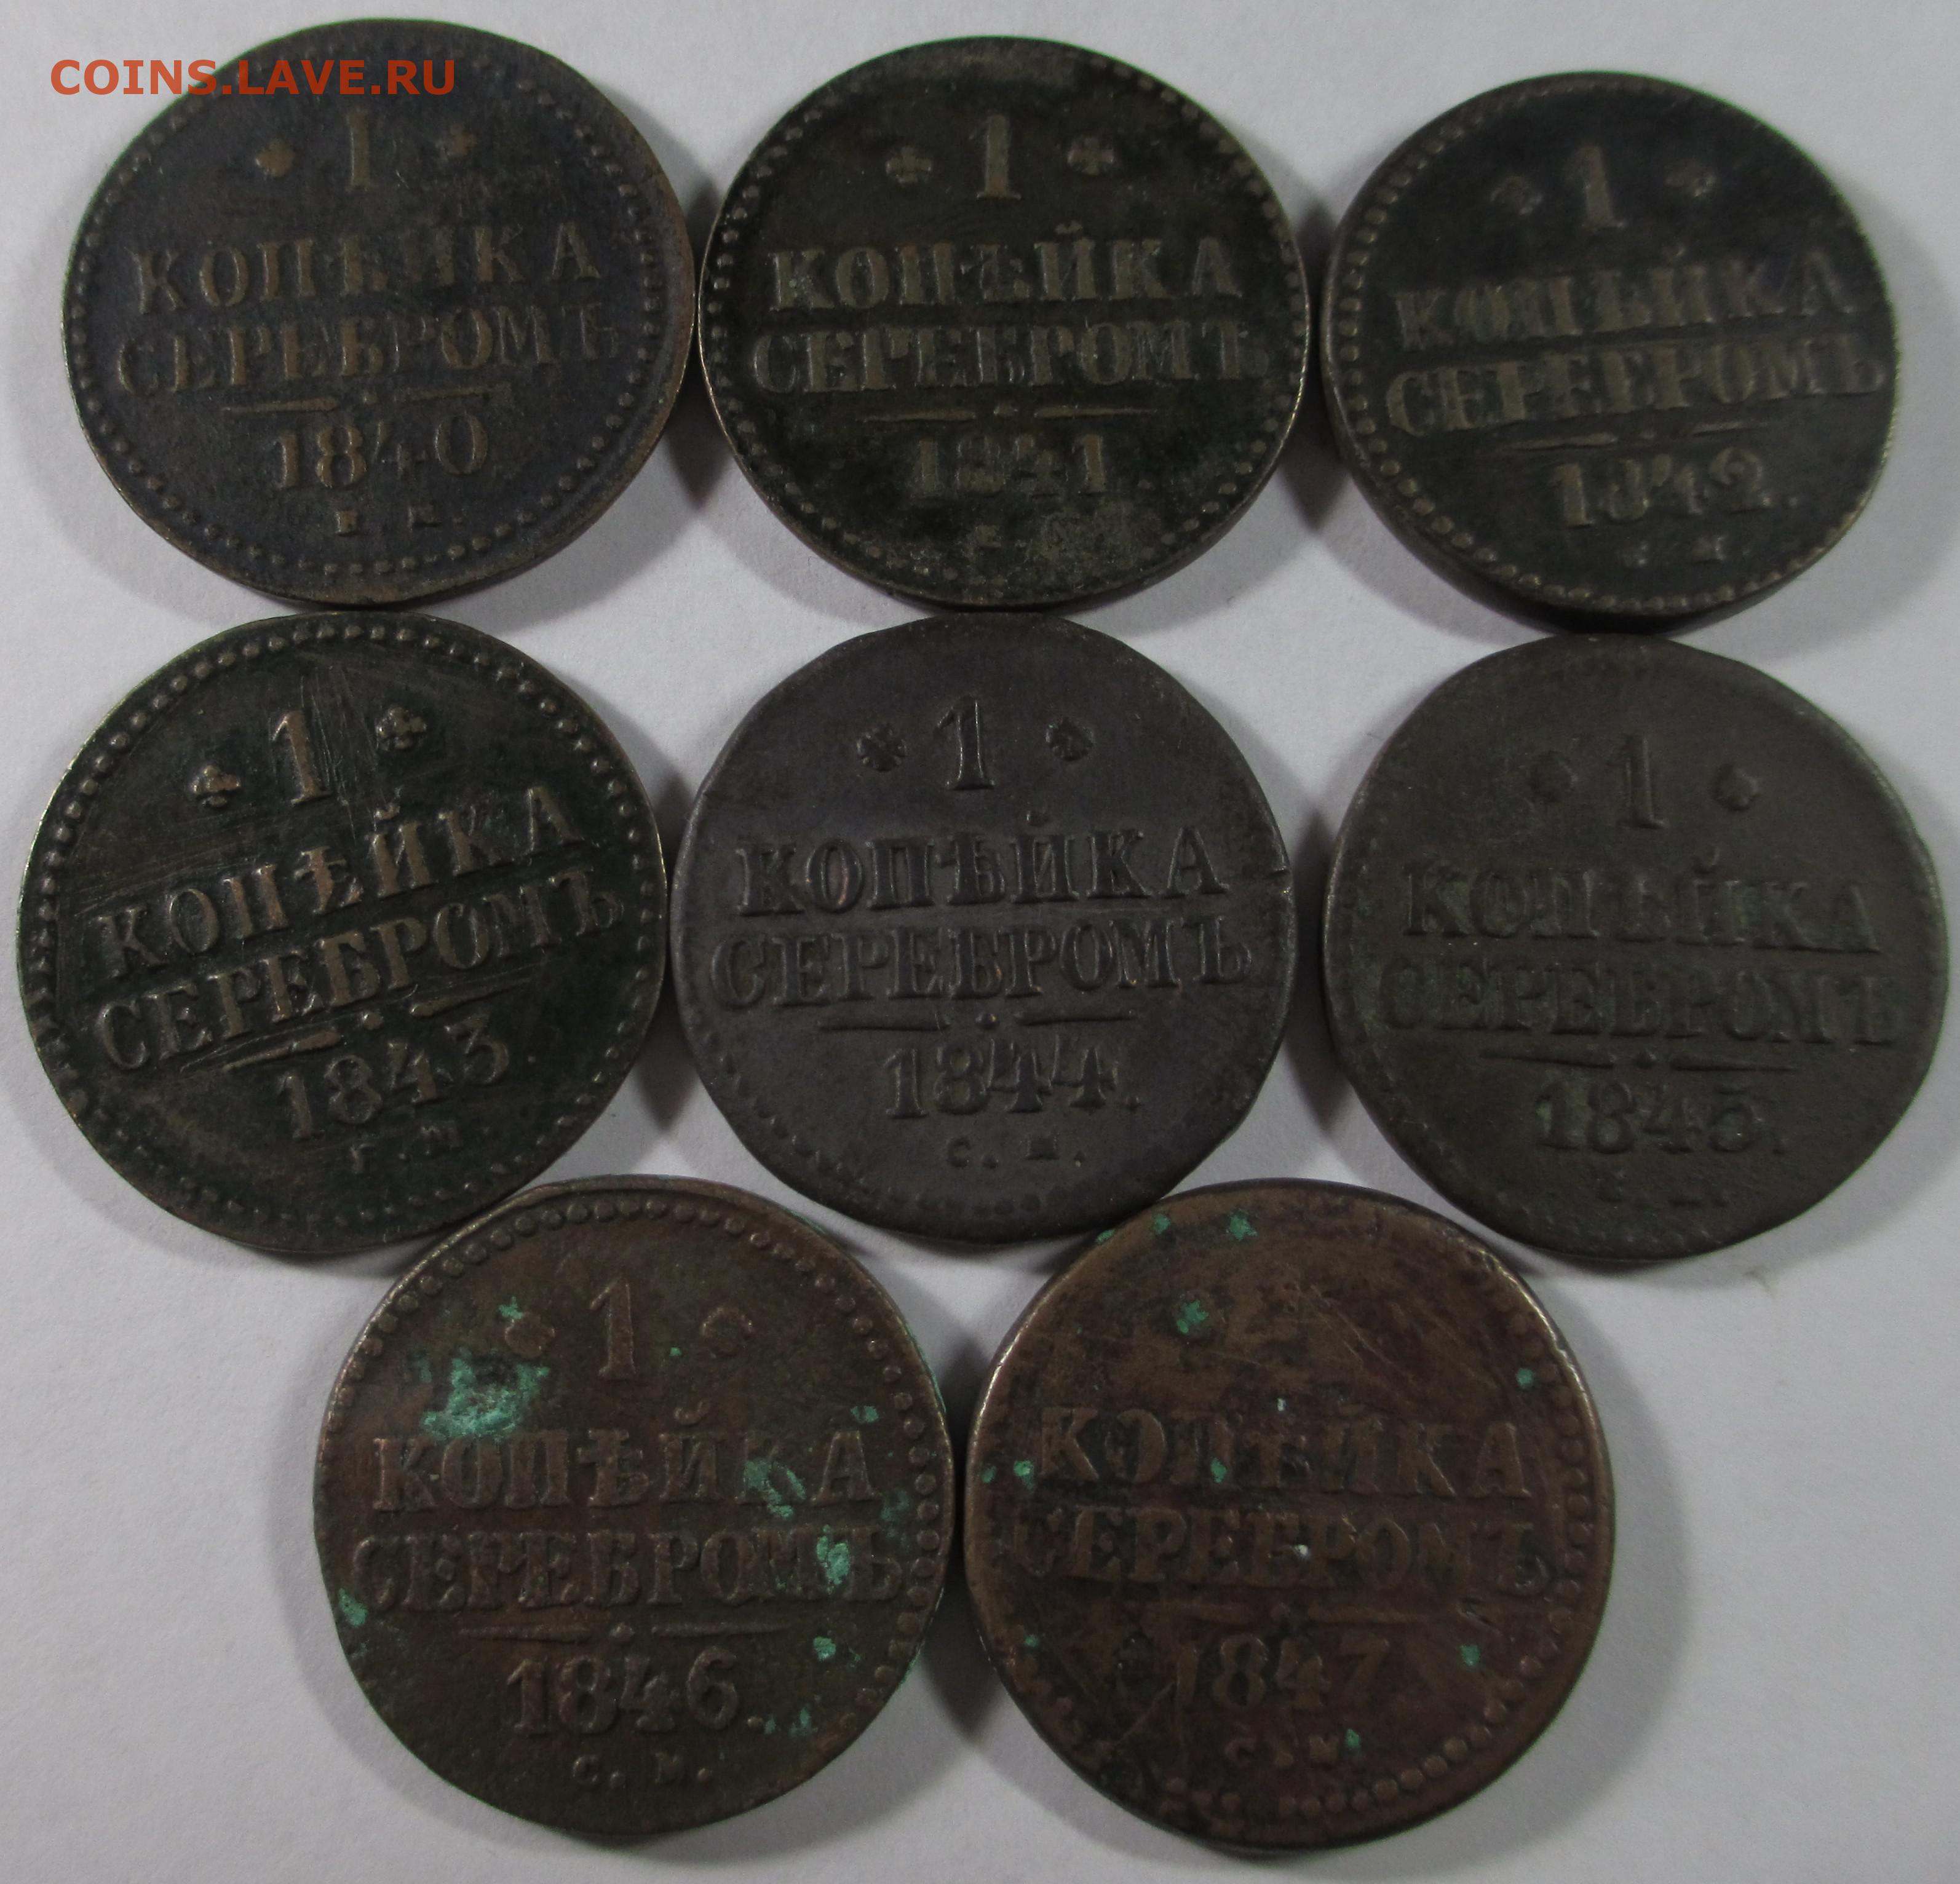 COINS.LAVE.RU
1
КОПѢЙКА
СЕРЕБРОМЪ
1840
1
КОПѢЙКА
СЕРЕБРОМЪ
1841.
1
КОПѢЙКА
СЕРЕБРОМЪ
1842.
1
КОПѢЙКА
СЕРЕБРОМЪ
1843.
Е.М
1
КОПѢЙКА
СЕРЕБРОМЪ
1844.
С.М.
1
КОПѢЙКА
СЕРЕБРОМЪ
1845.
1
КОПѢЙКА
СЕРЕБРОМЪ
1846.
С.М.
КОПѢЙКА
СЕРЕБРОМЪ
1847
С.М.